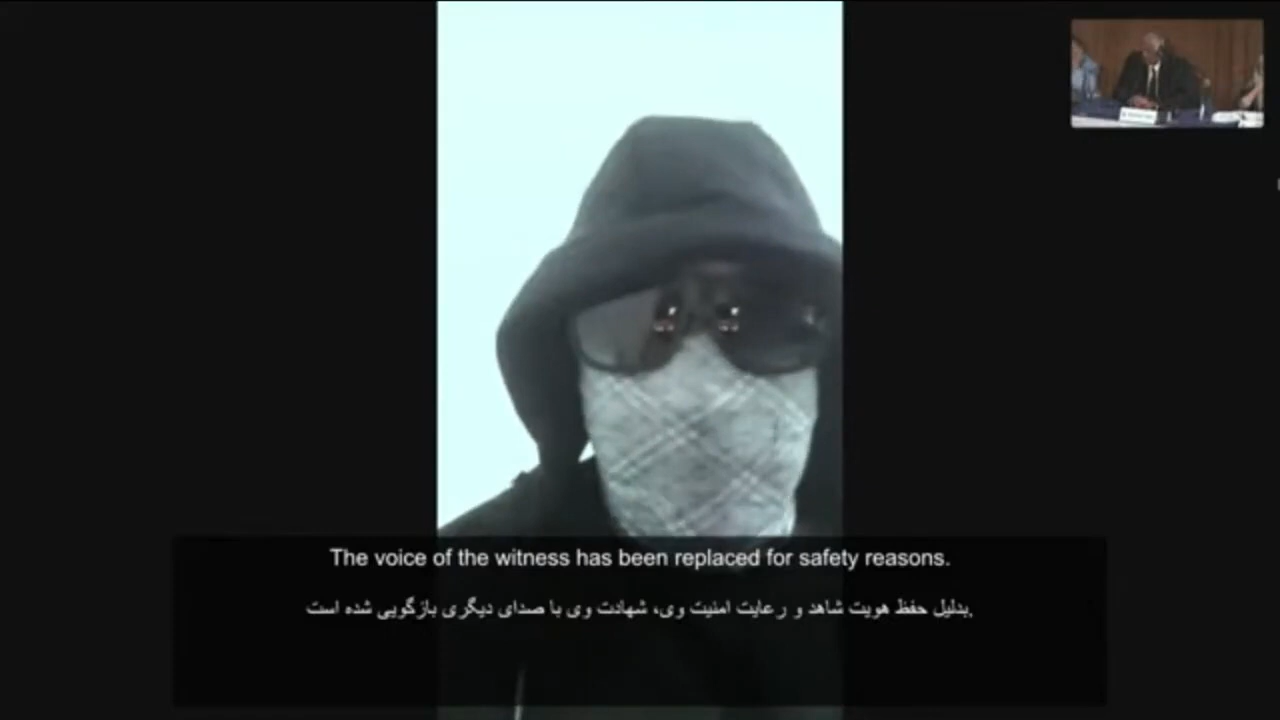 The voice of the witness has been replaced for safety reasons.
بدلیل حفظ هویت شاهد و رعایت امنیت وی، شهادت وی با صدای دیگری بازگویی شده است.